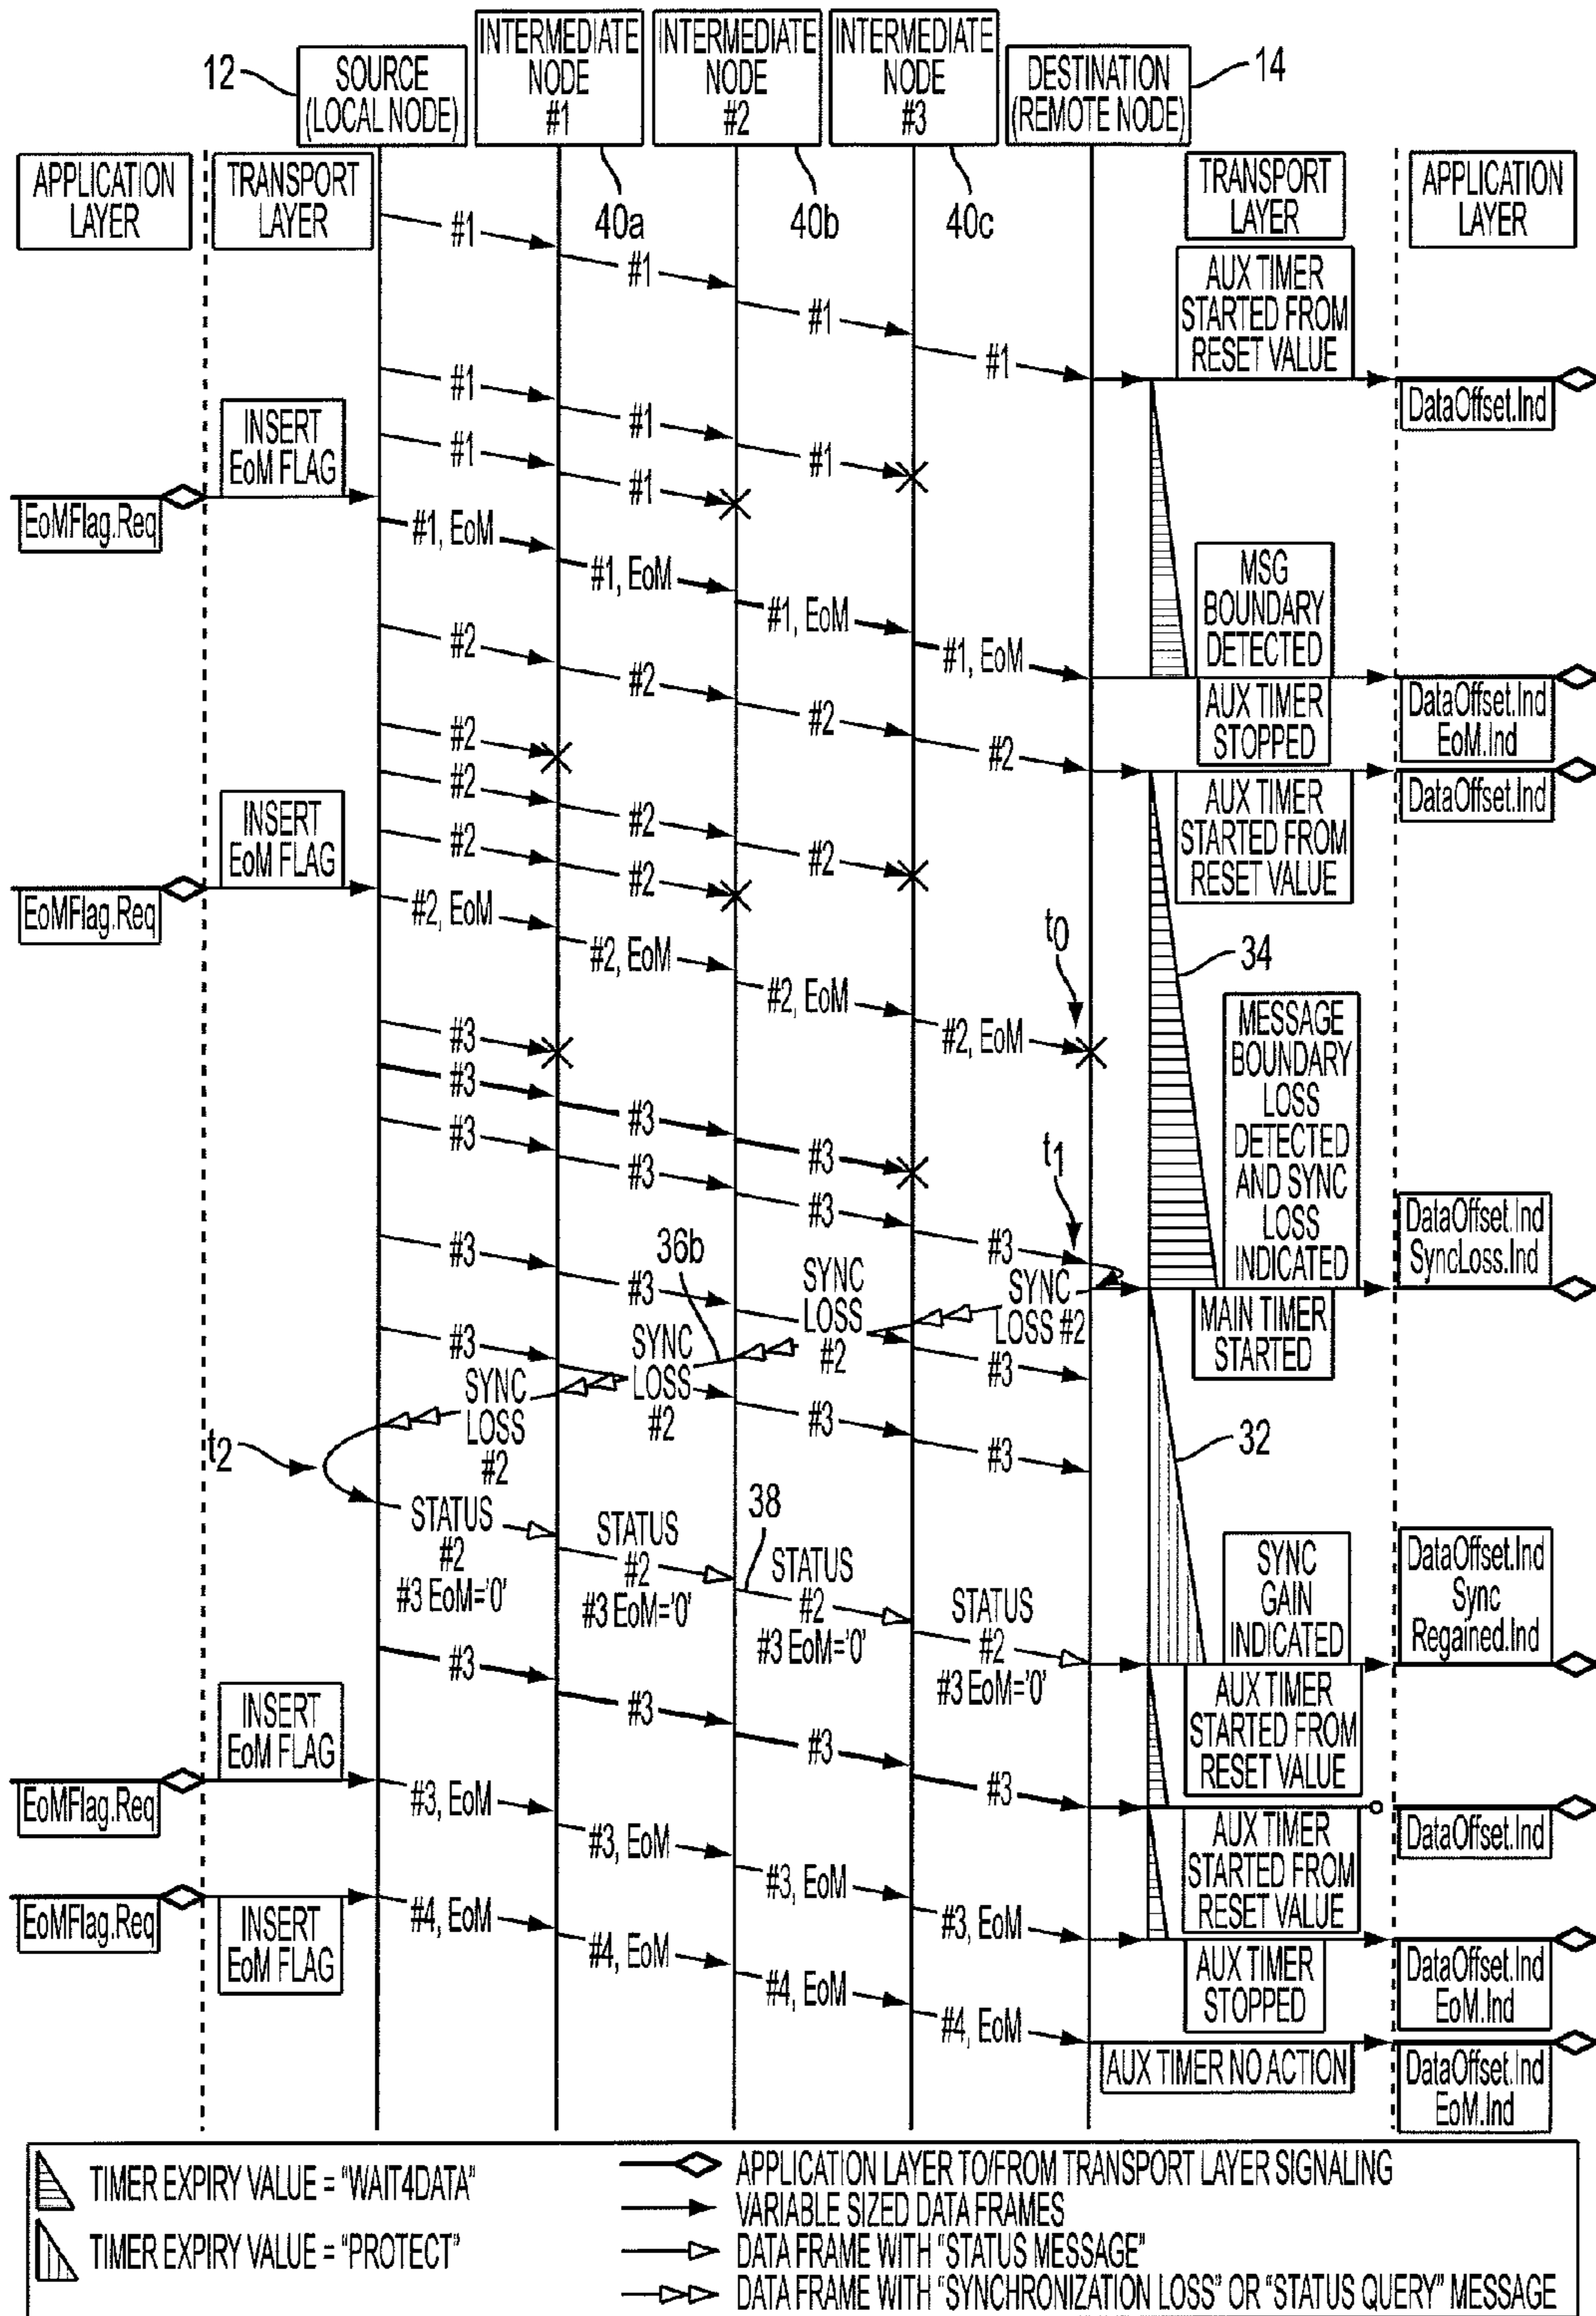 12
SOURCE
(LOCAL NODE)
INTERMEDIATE
NODE
#1
INTERMEDIATE
NODE
#2
INTERMEDIATE
NODE
#3
DESTINATION
(REMOTE NODE)
14
APPLICATION
LAYER
TRANSPORT
LAYER
40a
40b
40c
TRANSPORT
LAYER
APPLICATION
LAYER
#1
#1
#1
#1
AUX TIMER
STARTED FROM
RESET VALUE
DataOffset.Ind
#1
#1
#1
#1
#1
INSERT
EoM FLAG
EoMFlag.Req
#1, EoM
#1, EoM
#1, EoM
#1, EoM
MSG
BOUNDARY
DETECTED
AUX TIMER
STOPPED
DataOffset.Ind
EoM.Ind
#2
#2
#2
#2
AUX TIMER
STARTED FROM
RESET VALUE
DataOffset.Ind
#2
#2
#2
#2
#2
#2
INSERT
EoM FLAG
EoMFlag.Req
#2, EoM
#2, EoM
#2, EoM
#2, EoM
t0
34
#3
#3
#3
#3
#3
#3
#3
#3
t1
MESSAGE
BOUNDARY
LOSS
DETECTED
AND SYNC
LOSS
INDICATED
DataOffset.Ind
SyncLoss.Ind
MAIN TIMER
STARTED
#3
#3
#3
#3
#3
#3
36b
SYNC
LOSS #2
SYNC
LOSS
#2
SYNC
LOSS
#2
SYNC
LOSS
#2
t2
32
STATUS
#2
#3 EoM='0'
STATUS
#2
#3 EoM='0'
38
STATUS
#2
#3 EoM='0'
STATUS
#2
#3 EoM='0'
SYNC
GAIN
INDICATED
DataOffset.Ind
Sync
Regained.Ind
AUX TIMER
STARTED FROM
RESET VALUE
#3
#3
#3
#3
DataOffset.Ind
AUX TIMER
STARTED FROM
RESET VALUE
INSERT
EoM FLAG
EoMFlag.Req
#3, EoM
#3, EoM
#3, EoM
#3, EoM
AUX TIMER
STOPPED
DataOffset.Ind
EoM.Ind
EoMFlag.Req
INSERT
EoM FLAG
#4, EoM
#4, EoM
#4, EoM
#4, EoM
AUX TIMER NO ACTION
DataOffset.Ind
EoM.Ind
TIMER EXPIRY VALUE = "WAIT4DATA"
TIMER EXPIRY VALUE = "PROTECT"
APPLICATION LAYER TO/FROM TRANSPORT LAYER SIGNALING
VARIABLE SIZED DATA FRAMES
DATA FRAME WITH "STATUS MESSAGE"
DATA FRAME WITH "SYNCHRONIZATION LOSS" OR "STATUS QUERY" MESSAGE